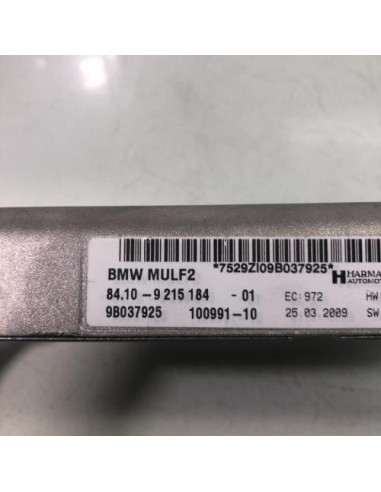 *7529ZI09B037925*
BMW MULF2
HARMA
AUTOMOT
84.10 -9 215 184 - 01 EC: 972 HW
9B037925 100991-10 25.03.2009 SW